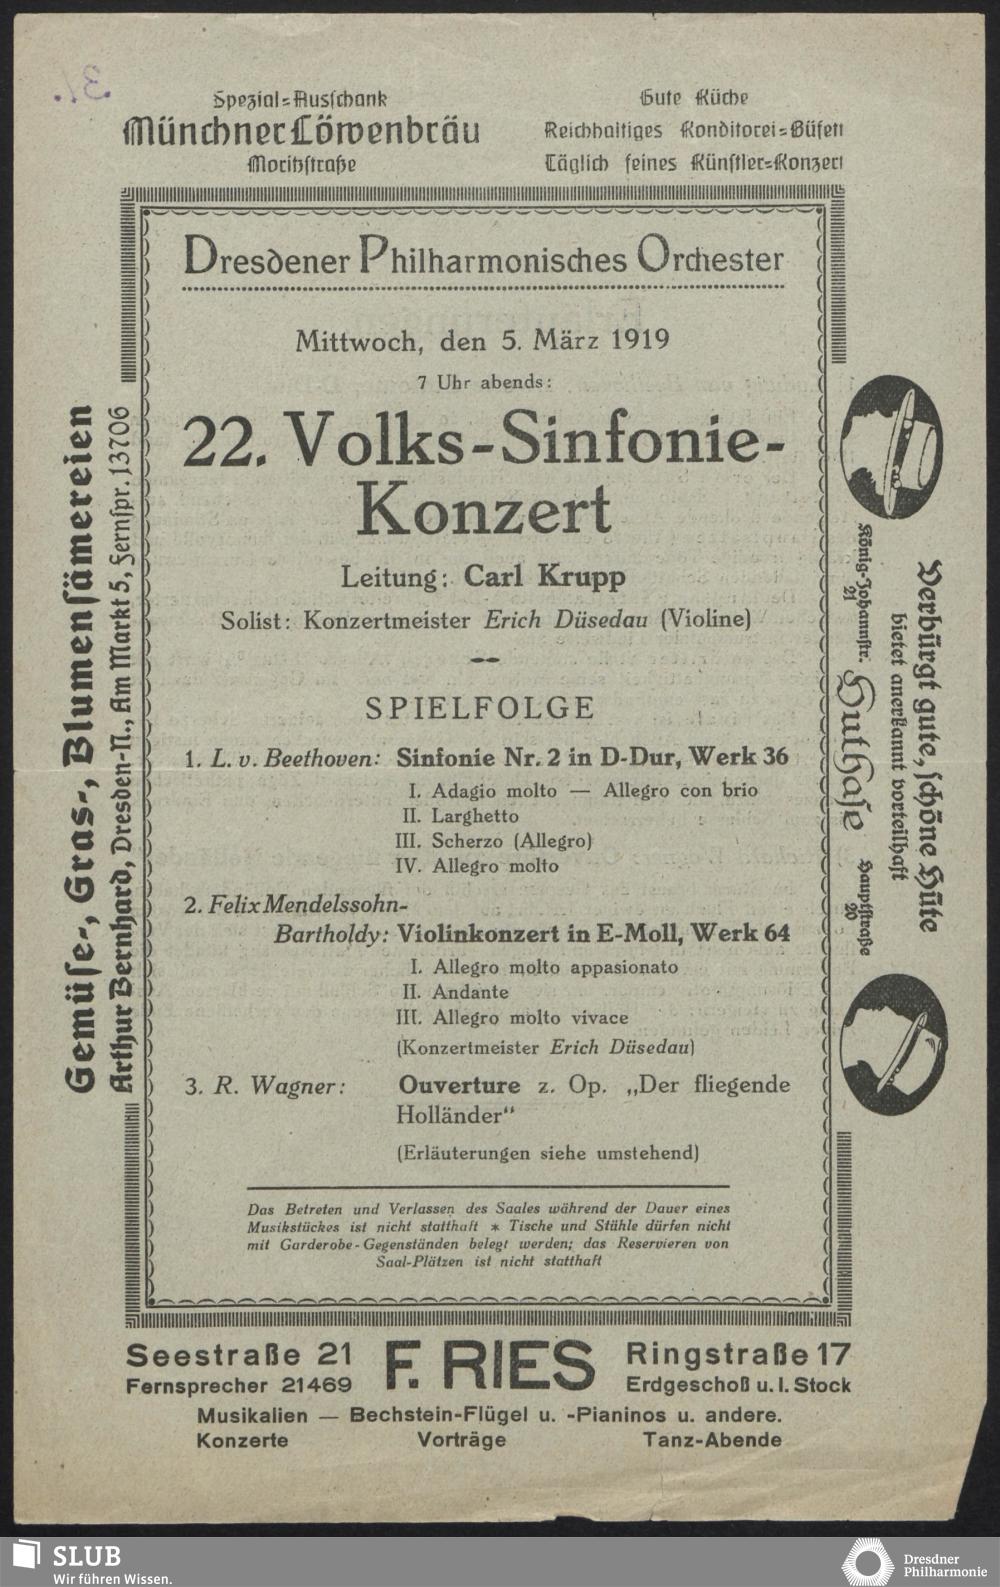 31.
Spezial=Ausschank
Münchner Löwenbräu
Moritzstraße
Gute Küche
Reichhaltiges Konditorei=Büfett
Täglich feines Künstler=Konzert
Dresdener Philharmonisches Orchester
Mittwoch, den 5. März 1919
7 Uhr abends:
22. Volks-Sinfonie-
Konzert
Leitung: Carl Krupp
Solist: Konzertmeister Erich Düsedau (Violine)
SPIELFOLGE
1. L. v. Beethoven: Sinfonie Nr. 2 in D-Dur, Werk 36
I. Adagio molto — Allegro con brio
II. Larghetto
III. Scherzo (Allegro)
IV. Allegro molto
2. Felix Mendelssohn-
Bartholdy: Violinkonzert in E-Moll, Werk 64
I. Allegro molto appasionato
II. Andante
III. Allegro molto vivace
(Konzertmeister Erich Düsedau)
3. R. Wagner: Ouverture z. Op. „Der fliegende
Holländer“
(Erläuterungen siehe umstehend)
Das Betreten und Verlassen des Saales während der Dauer eines
Musikstückes ist nicht statthaft * Tische und Stühle dürfen nicht
mit Garderobe-Gegenständen belegt werden; das Reservieren von
Saal-Plätzen ist nicht statthaft
Gemüse-, Gras-, Blumensämereien
Arthur Bernhard, Dresden-N., Am Markt 5, Fernspr. 13706
Verbürgt gute, schöne Hüte
bietet anerkannt vorteilhaft
König-Johannstr. 21 Huthase Hauptstraße 20
Seestraße 21
Fernsprecher 21469
F. RIES
Ringstraße 17
Erdgeschoß u. I. Stock
Musikalien — Bechstein-Flügel u. -Pianinos u. andere.
Konzerte Vorträge Tanz-Abende
SLUB
Wir führen Wissen.
Dresdner
Philharmonie